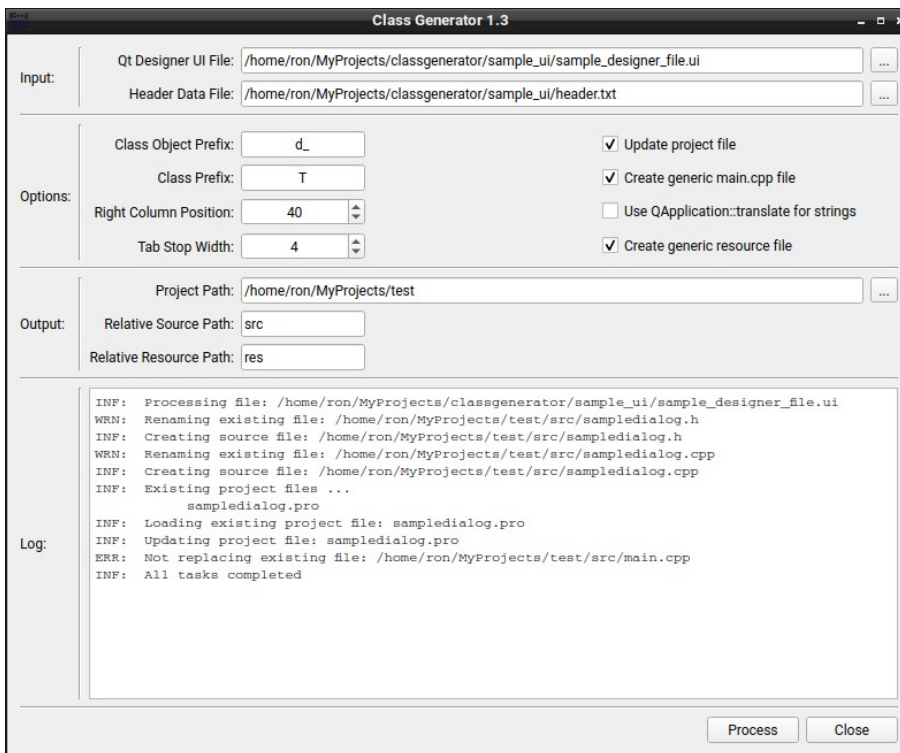 Class Generator 1.3
Input:
Qt Designer UI File: /home/ron/MyProjects/classgenerator/sample_ui/sample_designer_file.ui ...
Header Data File: /home/ron/MyProjects/classgenerator/sample_ui/header.txt ...
Options:
Class Object Prefix: d_
Class Prefix: T
Right Column Position: 40
Tab Stop Width: 4
Update project file
Create generic main.cpp file
Use QApplication::translate for strings
Create generic resource file
Output:
Project Path: /home/ron/MyProjects/test ...
Relative Source Path: src
Relative Resource Path: res
Log:
INF: Processing file: /home/ron/MyProjects/classgenerator/sample_ui/sample_designer_file.ui
WRN: Renaming existing file: /home/ron/MyProjects/test/src/sampledialog.h
INF: Creating source file: /home/ron/MyProjects/test/src/sampledialog.h
WRN: Renaming existing file: /home/ron/MyProjects/test/src/sampledialog.cpp
INF: Creating source file: /home/ron/MyProjects/test/src/sampledialog.cpp
INF: Existing project files ...
sampledialog.pro
INF: Loading existing project file: sampledialog.pro
INF: Updating project file: sampledialog.pro
ERR: Not replacing existing file: /home/ron/MyProjects/test/src/main.cpp
INF: All tasks completed
Process Close